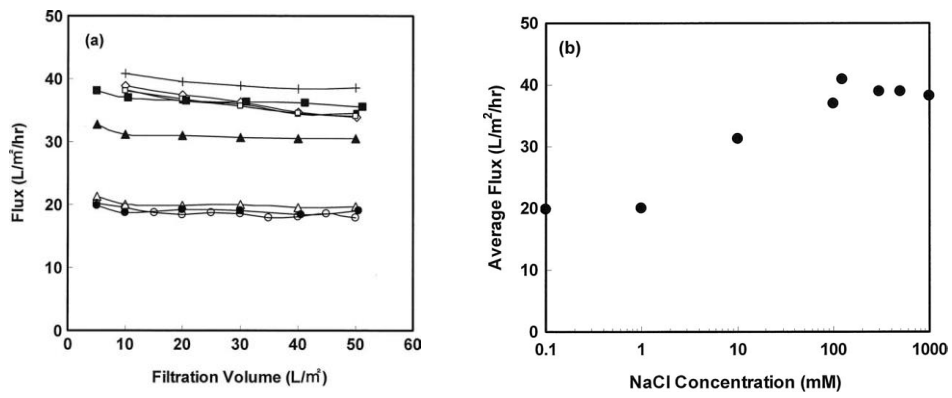 (a)
50
40
30
20
10
0
0 10 20 30 40 50 60
Flux (L/㎡/hr)
Filtration Volume (L/㎡)
(b)
50
40
30
20
10
0
0.1 1 10 100 1000
Average Flux (L/m²/hr)
NaCl Concentration (mM)